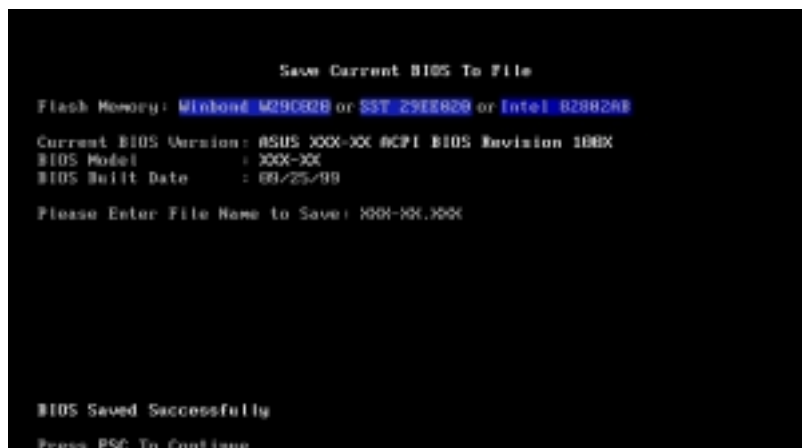 Save Current BIOS To File
Flash Memory: Winbond W29C020 or SST 29EE020 or Intel 82802AB
Current BIOS Version: ASUS XXX-XX ACPI BIOS Revision 100X
BIOS Model : XXX-XX
BIOS Built Date : 09/25/99
Please Enter File Name to Save: XXX-XX.XXX
BIOS Saved Successfully
Press ESC To Continue